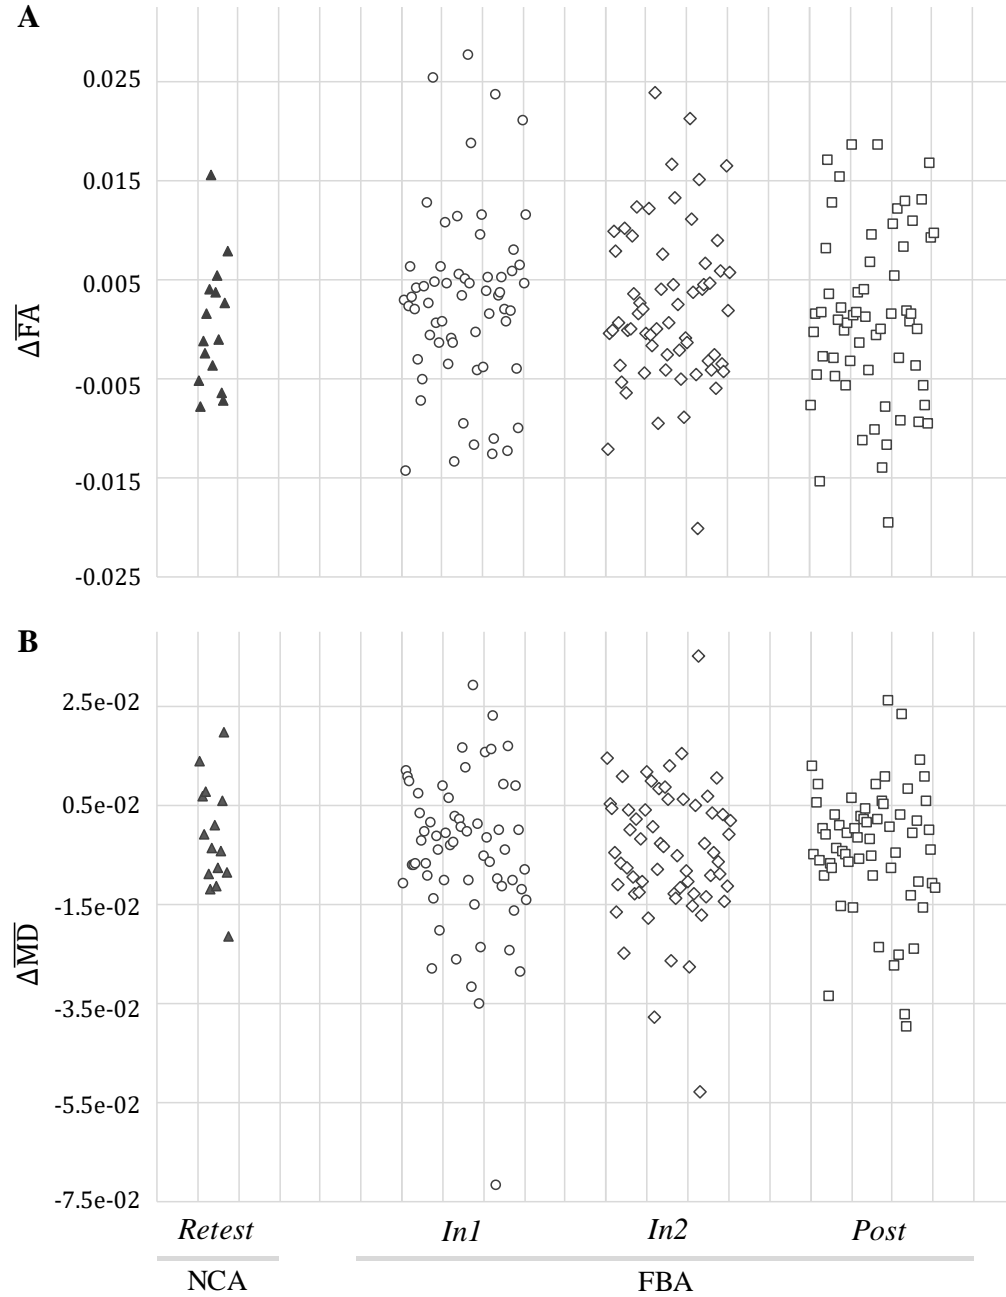 A
0.025
0.015
0.005
-0.005
-0.015
-0.025
ΔFA
B
2.5e-02
0.5e-02
-1.5e-02
-3.5e-02
-5.5e-02
-7.5e-02
ΔMD
Retest In1 In2 Post
NCA FBA